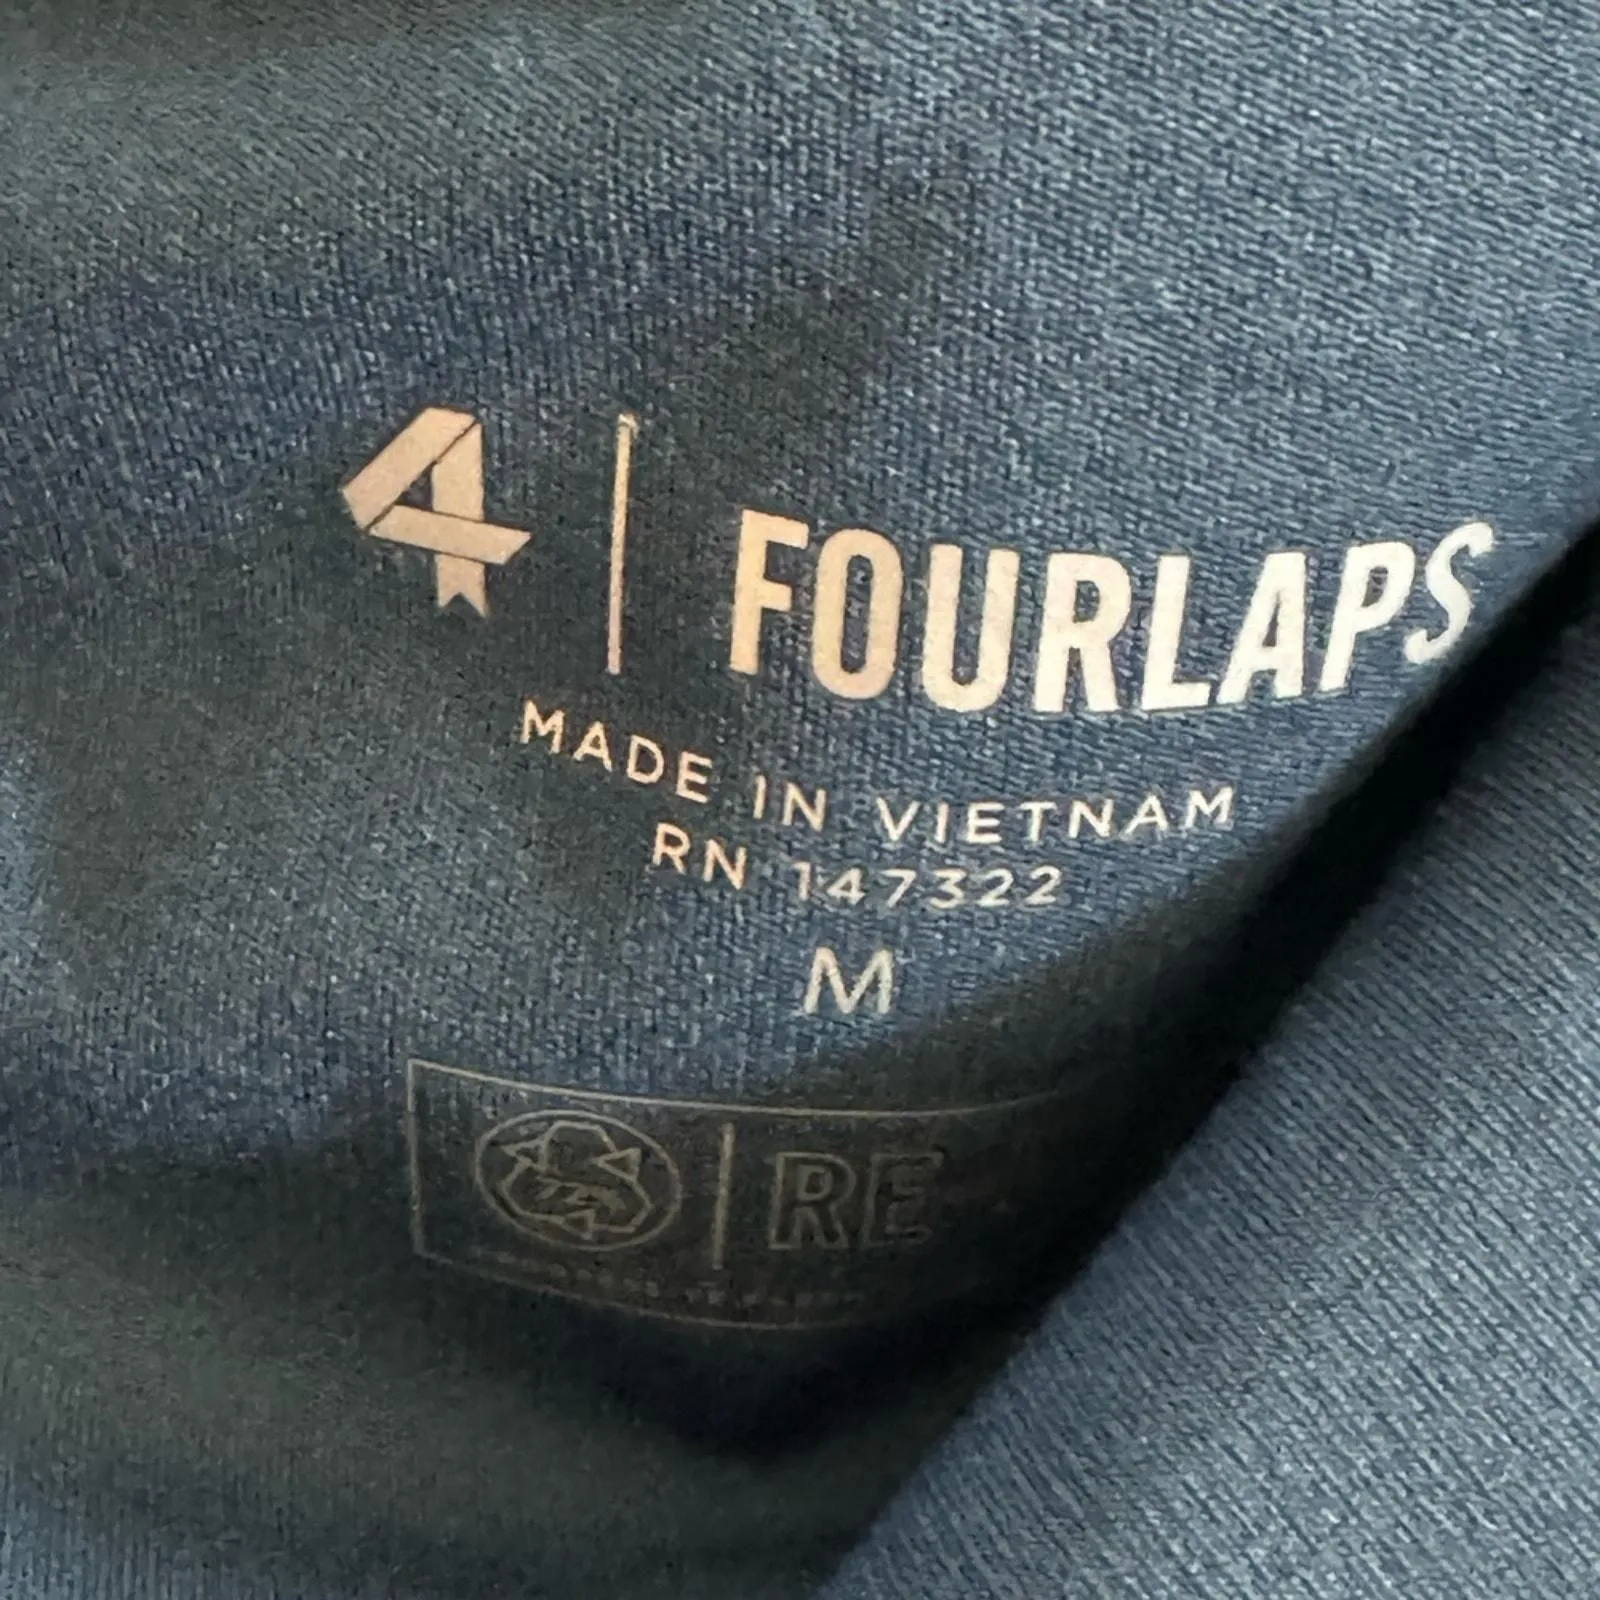 4 | FOURLAPS
MADE IN VIETNAM
RN 147322
M
RE